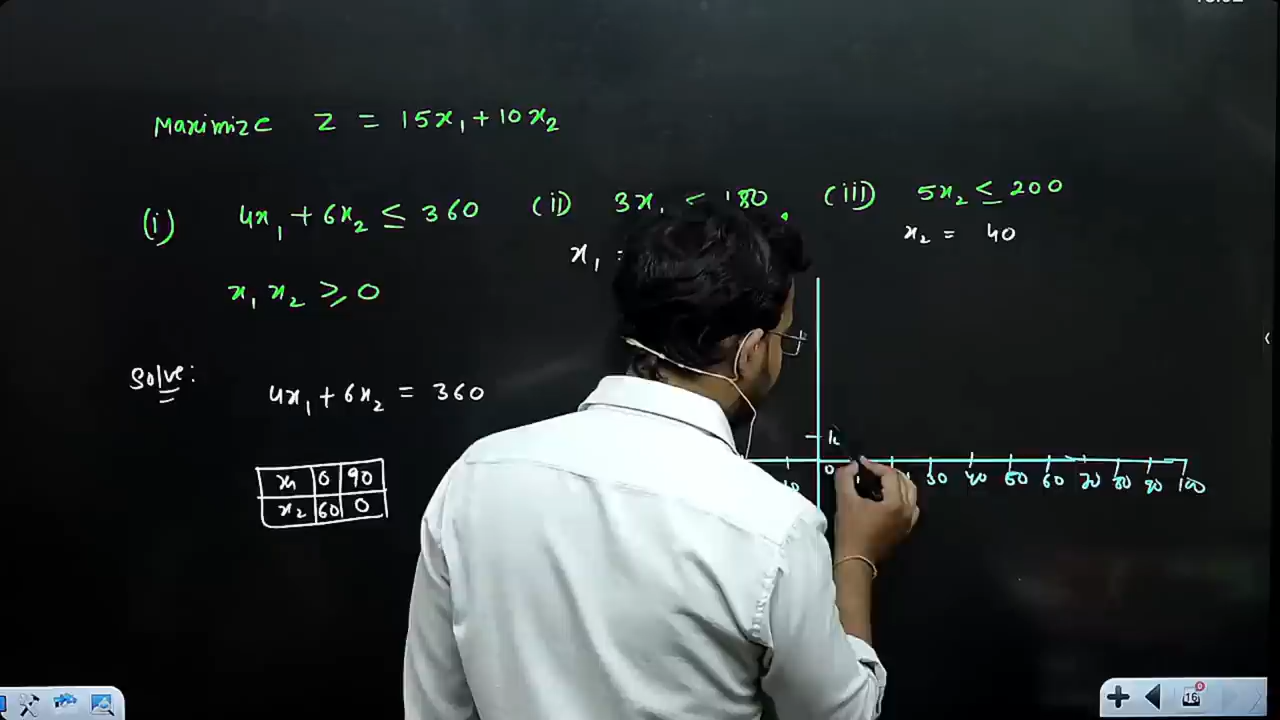 Maximize Z = 15x₁ + 10x₂
(i) 4x₁ + 6x₂ ≤ 360 (ii) 3x₁ ≤ 180, (iii) 5x₂ ≤ 200
x₁ =
x₂ = 40
x₁ x₂ ≥ 0
Solve:
4x₁ + 6x₂ = 360
x₁ 0 90
x₂ 60 0
0 30 40 50 60 70 80 90 100
16